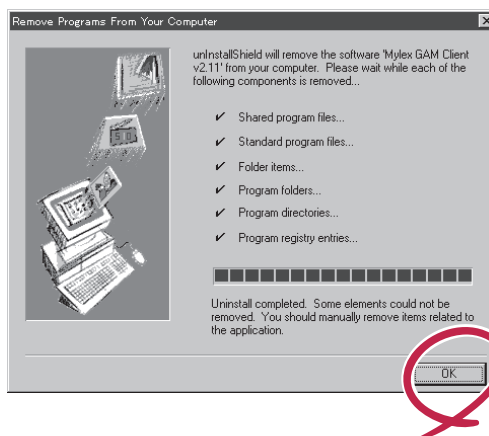 Remove Programs From Your Computer
unInstallShield will remove the software 'Mylex GAM Client
v2.11' from your computer.  Please wait while each of the
following components is removed...
Shared program files...
Standard program files...
Folder items...
Program folders...
Program directories...
Program registry entries...
Uninstall completed.  Some elements could not be
removed.  You should manually remove items related to
the application.
OK